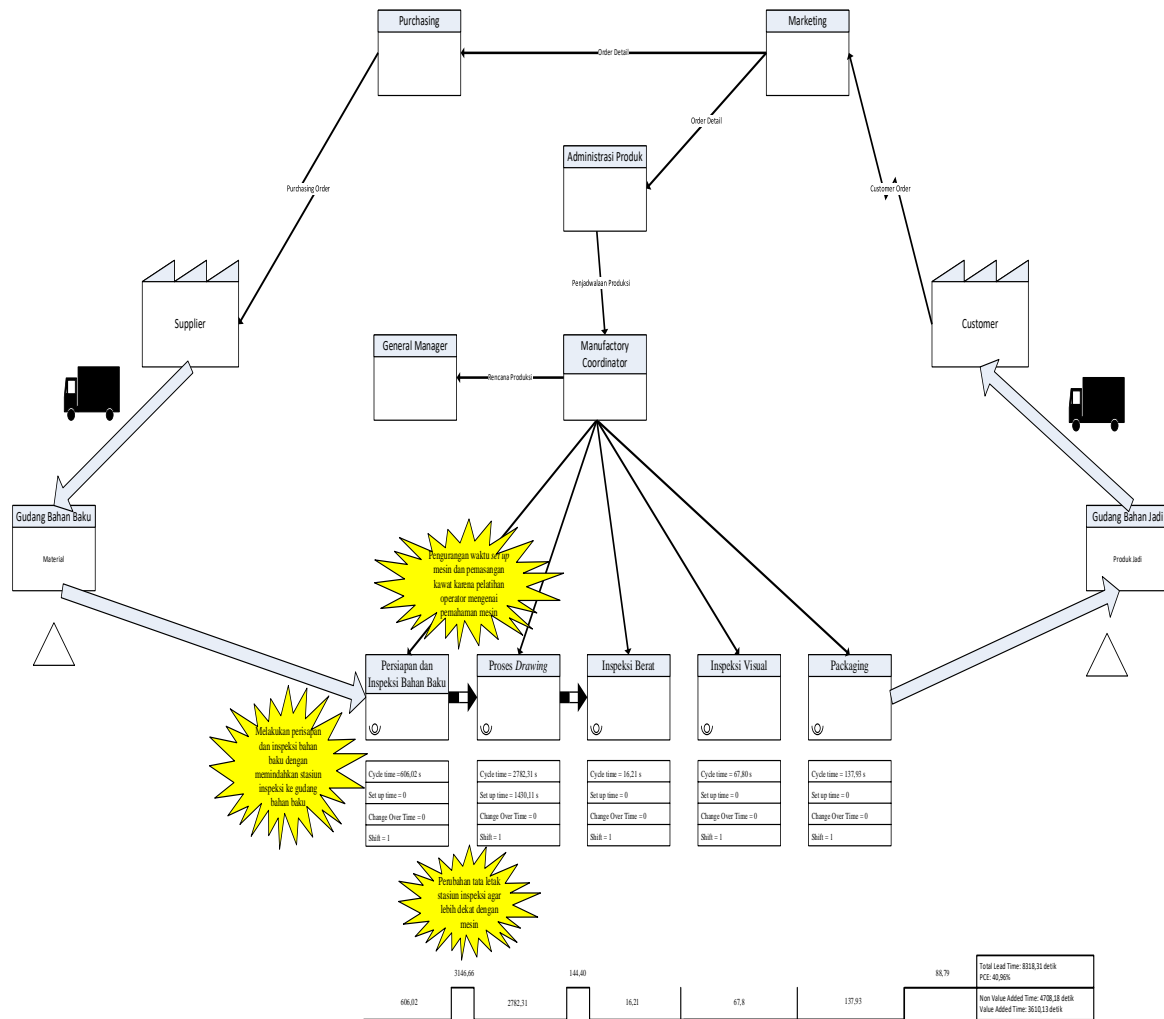 Purchasing
Marketing
Order Detail
Order Detail
Administrasi Produk
Purchasing Order
Customer Order
Penjadwalaan Produksi
Supplier
Customer
General Manager
Manufactory
Coordinator
Rencana Produksi
Gudang Bahan Baku
Material
Gudang Bahan Jadi
Produk Jadi
Pengurangan waktu set up
mesin dan pemasangan
kawat karena pelatihan
operator mengenai
pemahaman mesin
Persiapan dan
Inspeksi Bahan Baku
Proses Drawing
Inspeksi Berat
Inspeksi Visual
Packaging
Melakukan perisapan
dan inspeksi bahan
baku dengan
memindahkan stasiun
inspeksi ke gudang
bahan baku
Cycle time =606,02 s
Set up time = 0
Change Over Time = 0
Shift = 1
Cycle time = 2782,31 s
Set up time = 1430,11 s
Change Over Time = 0
Shift = 1
Cycle time = 16,21 s
Set up time = 0
Change Over Time = 0
Shift = 1
Cycle time = 67,80 s
Set up time = 0
Change Over Time = 0
Shift = 1
Cycle time = 137,93 s
Set up time = 0
Change Over Time = 0
Shift = 1
Perubahan tata letak
stasiun inspeksi agar
lebih dekat dengan
mesin
3146,66
144,40
88,79
606,02
2782,31
16,21
67,8
137,93
Total Lead Time: 8318,31 detik
PCE: 40,96%
Non Value Added Time: 4708,18 detik
Value Added Time: 3610,13 detik